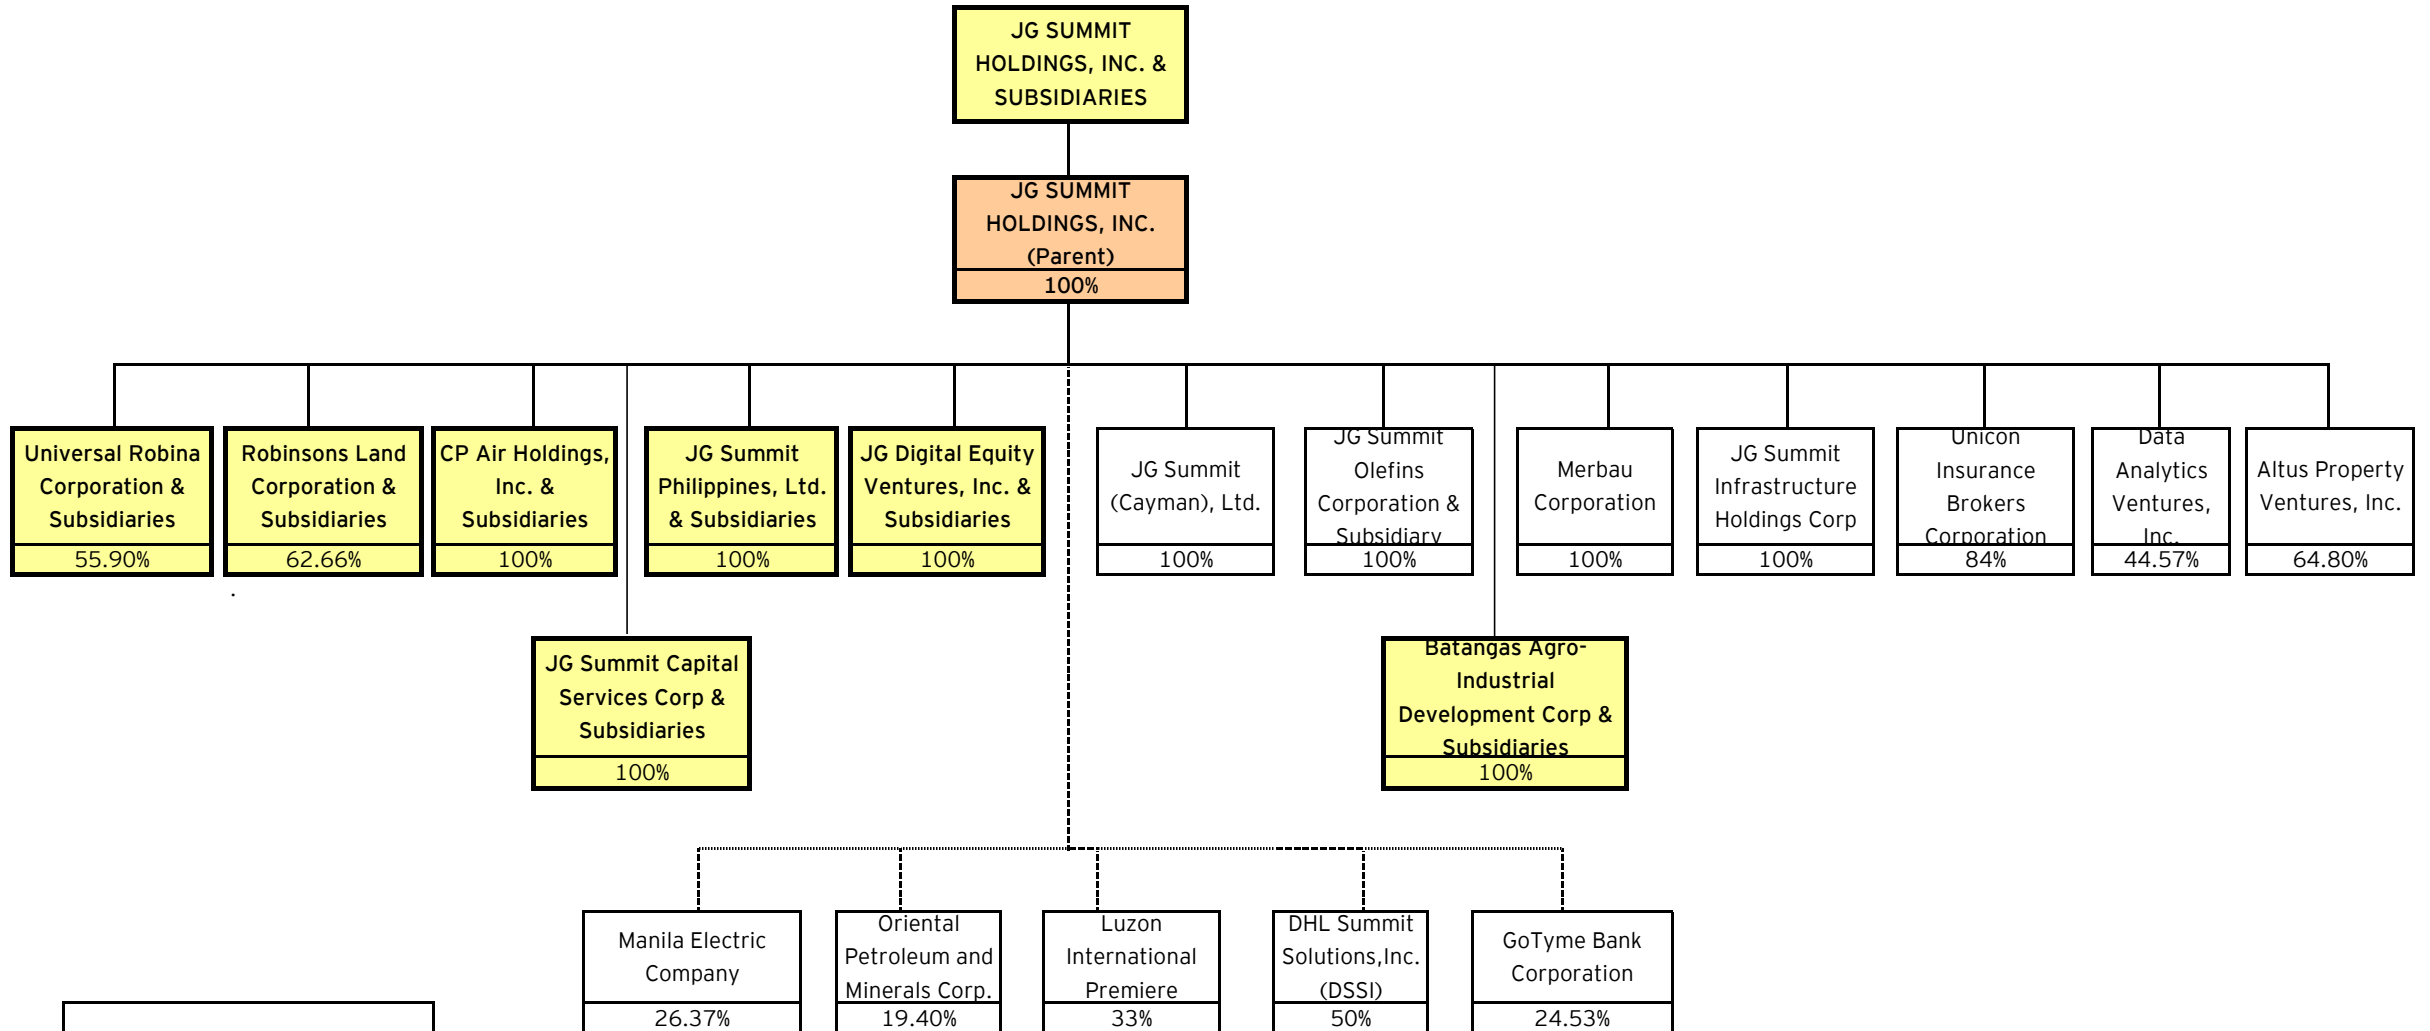 JG SUMMIT
HOLDINGS, INC. &
SUBSIDIARIES
JG SUMMIT
HOLDINGS, INC.
(Parent)
100%
Universal Robina
Corporation &
Subsidiaries
55.90%
Robinsons Land
Corporation &
Subsidiaries
62.66%
CP Air Holdings,
Inc. &
Subsidiaries
100%
JG Summit
Philippines, Ltd.
& Subsidiaries
100%
JG Digital Equity
Ventures, Inc. &
Subsidiaries
100%
JG Summit
(Cayman), Ltd.
100%
JG Summit
Olefins
Corporation &
Subsidiary
100%
Merbau
Corporation
100%
JG Summit
Infrastructure
Holdings Corp
100%
Unicon
Insurance
Brokers
Corporation
84%
Data
Analytics
Ventures,
Inc.
44.57%
Altus Property
Ventures, Inc.
64.80%
.
JG Summit Capital
Services Corp &
Subsidiaries
100%
Batangas Agro-
Industrial
Development Corp &
Subsidiaries
100%
Manila Electric
Company
26.37%
Oriental
Petroleum and
Minerals Corp.
19.40%
Luzon
International
Premiere
33%
DHL Summit
Solutions,Inc.
(DSSI)
50%
GoTyme Bank
Corporation
24.53%